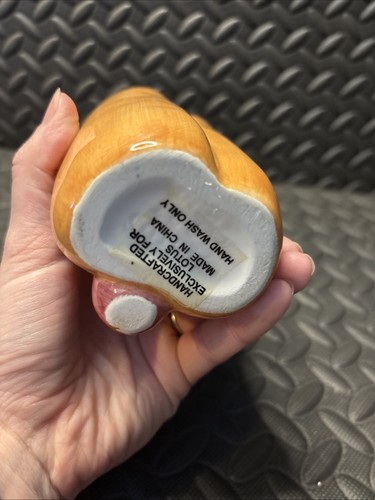 HANDCRAFTED
EXCLUSIVELY FOR
LOTUS
MADE IN CHINA
HAND WASH ONLY